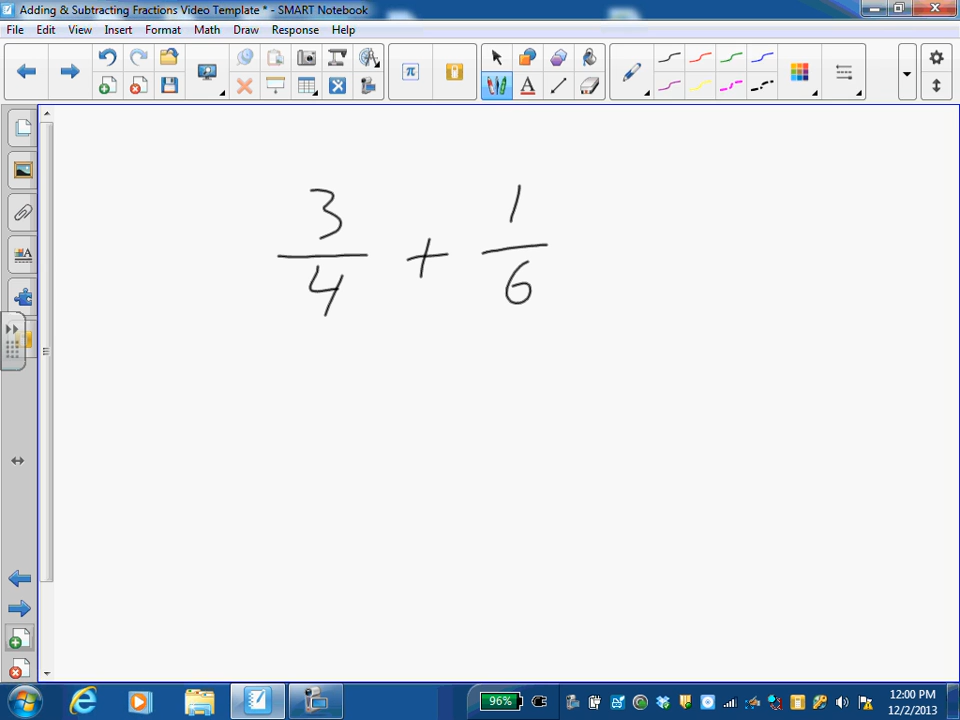 Adding & Subtracting Fractions Video Template * - SMART Notebook
File Edit View Insert Format Math Draw Response Help
3 1
+
4 6
96%
12:00 PM
12/2/2013